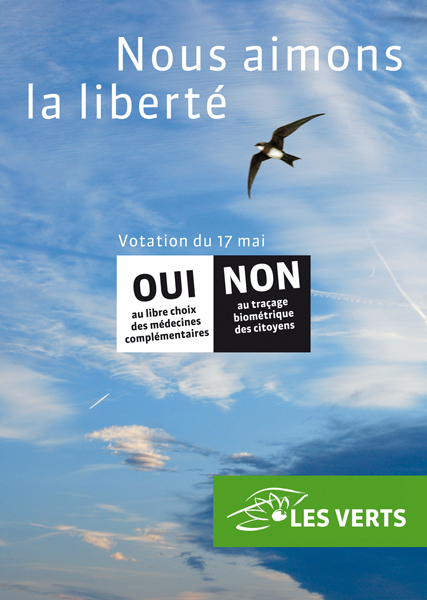 Nous aimons
la liberté
Votation du 17 mai
OUI
au libre choix
des médecines
complémentaires
NON
au traçage
biométrique
des citoyens
LES VERTS